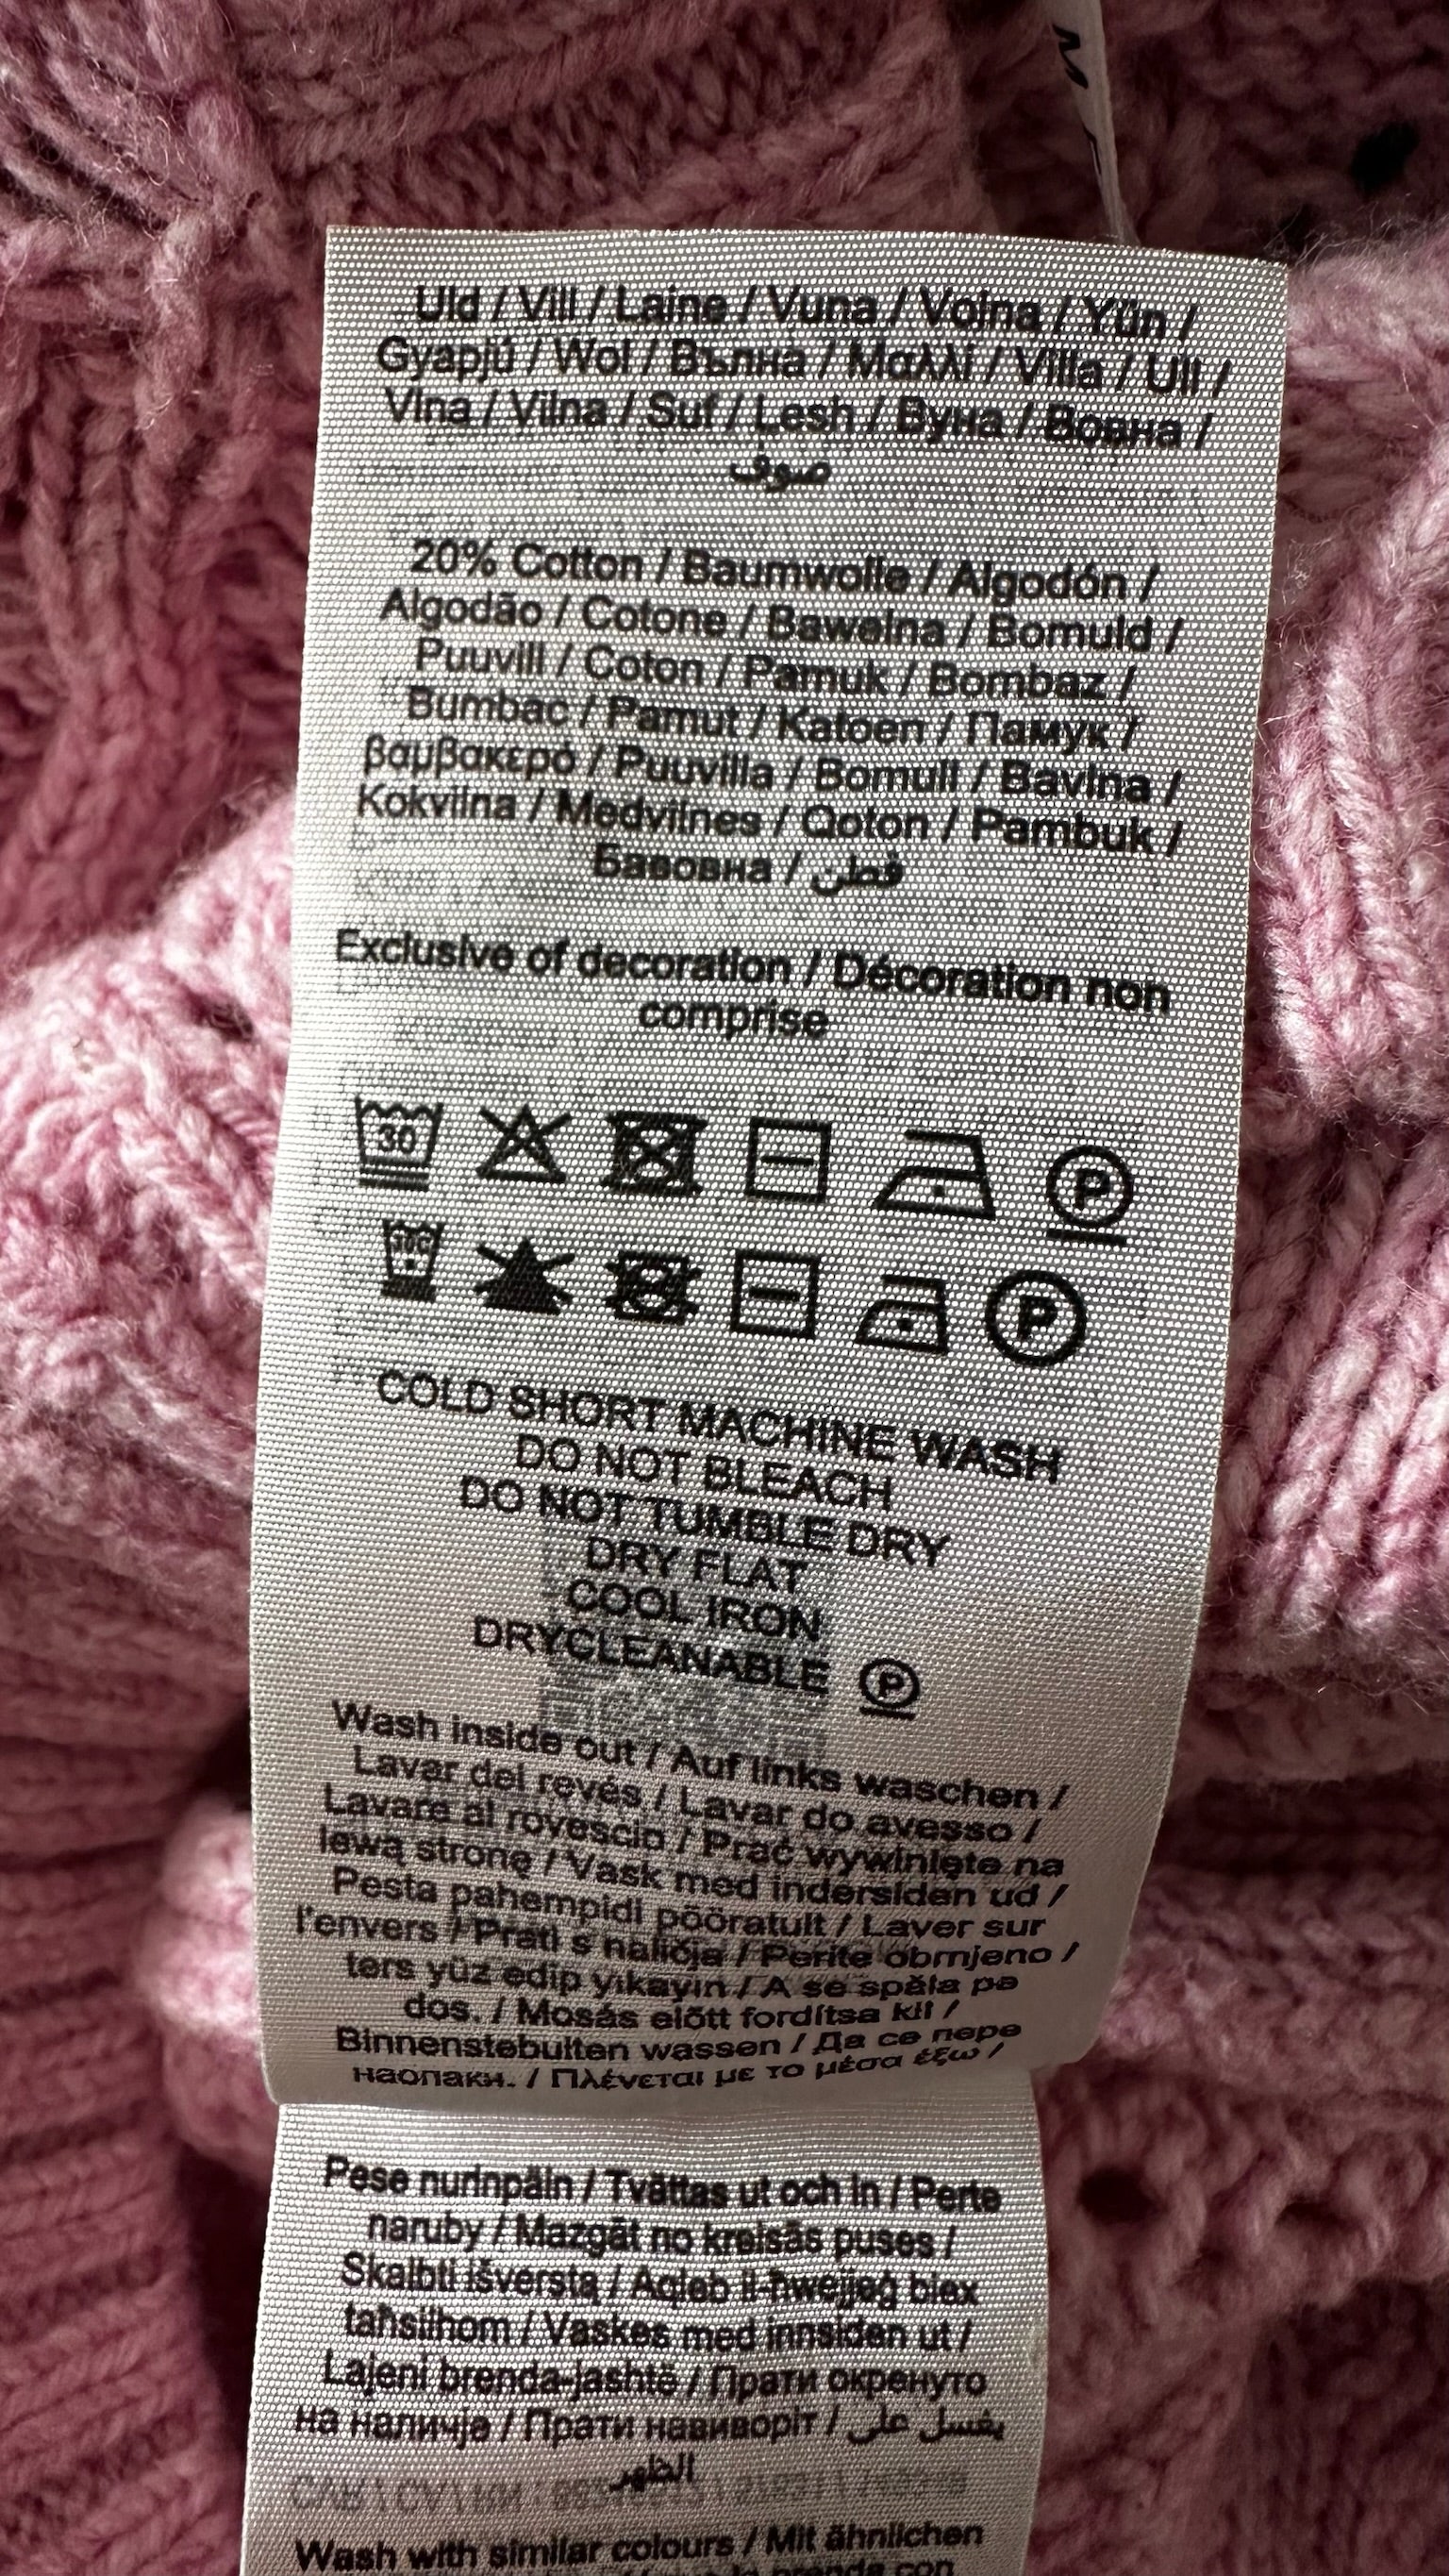 Uld / Vill / Laine / Vuna / Volna / Yün /
Gyapjú / Wol / Вълна / Μαλλί / Villa / Ull /
Vlna / Vilna / Suf / Lesh / Вуна / Вовна /
صوف
20% Cotton / Baumwolle / Algodón /
Algodão / Cotone / Bawełna / Bomuld /
Puuvill / Coton / Pamuk / Bombaž /
Bumbac / Pamut / Katoen / Памук /
βαμβακερό / Puuvilla / Bomull / Bavlna /
Kokvilna / Medvilnės / Qoton / Pambuk /
Бавовна / قطن
Exclusive of decoration / Décoration non
comprise
30 P
30C P
COLD SHORT MACHINE WASH
DO NOT BLEACH
DO NOT TUMBLE DRY
DRY FLAT
COOL IRON
DRYCLEANABLE P
Wash inside out / Auf links waschen /
Lavar del revés / Lavar do avesso /
Lavare al rovescio / Prać wywinięte na
lewą stronę / Vask med indersiden ud /
Pesta pahempidi pööratult / Laver sur
l'envers / Prati s naličja / Perite obrnjeno /
ters yüz edip yıkayın / A se spăla pe
dos. / Mosás előtt fordítsa ki! /
Binnenstebuiten wassen / Да се пере
наопаки. / Πλένεται με το μέσα έξω /
Pese nurinpäin / Tvättas ut och in / Perte
naruby / Mazgāt no kreisās puses /
Skalbti išverstą / Aqleb il-ħwejjeġ biex
taħsilhom / Vaskes med innsiden ut /
Lajeni brenda-jashtë / Прати окренуто
на наличје / Прати навиворіт / يغسل على
الظهر
Wash with similar colours / Mit ähnlichen
prenda con